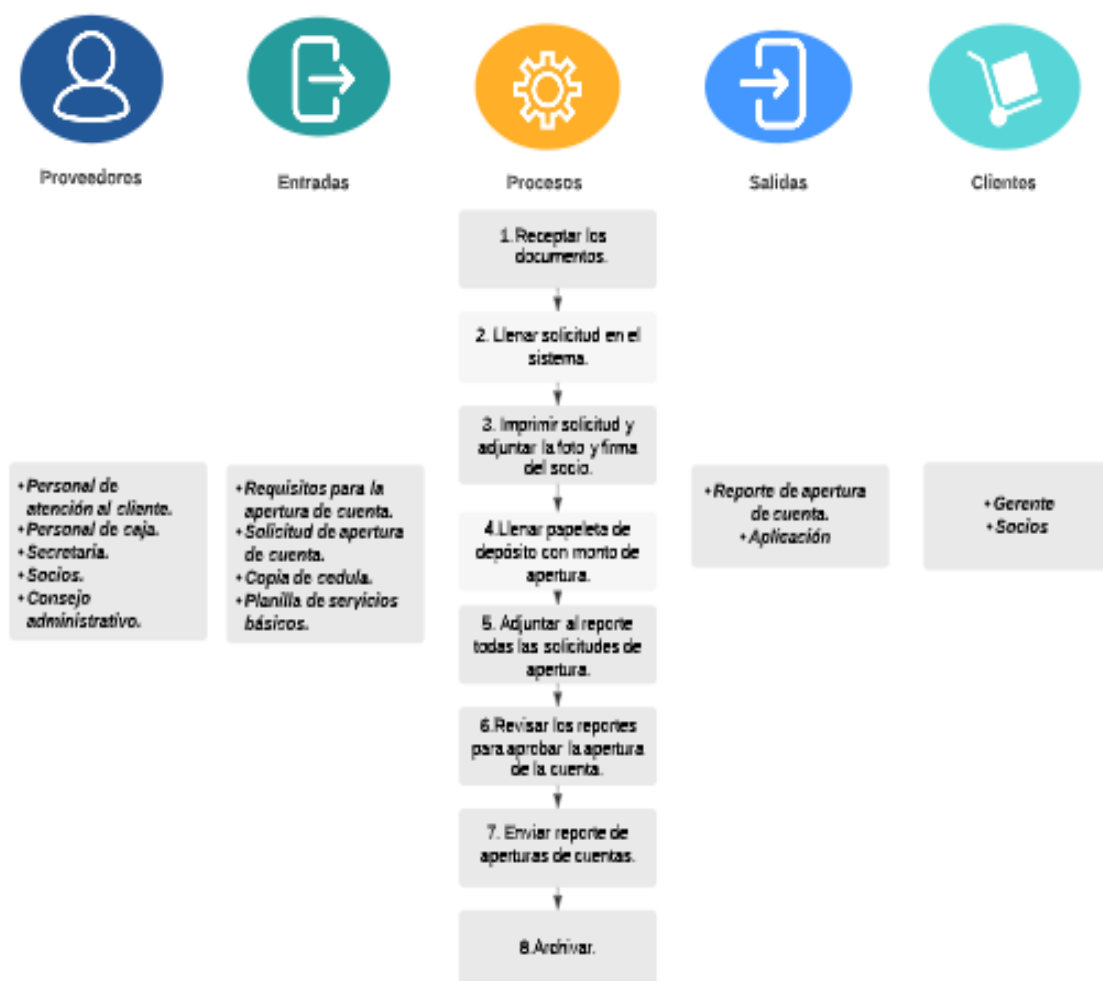 Proveedores
Entradas
Procesos
Salidas
Clientes
• Personal de
atención al cliente.
• Personal de caja.
• Secretaria.
• Socios.
• Consejo
administrativo.
• Requisitos para la
apertura de cuenta.
• Solicitud de apertura
de cuenta.
• Copia de cedula.
• Planilla de servicios
básicos.
1. Receptar los
documentos.
2. Llenar solicitud en el
sistema.
3. Imprimir solicitud y
adjuntar la foto y firma
del socio.
4.Llenar papeleta de
depósito con monto de
apertura.
5. Adjuntar al reporte
todas las solicitudes de
apertura.
6.Revisar los reportes
para aprobar la apertura
de la cuenta.
7. Enviar reporte de
aperturas de cuentas.
8.Archivar.
• Reporte de apertura
de cuenta.
• Aplicación
• Gerente
• Socios